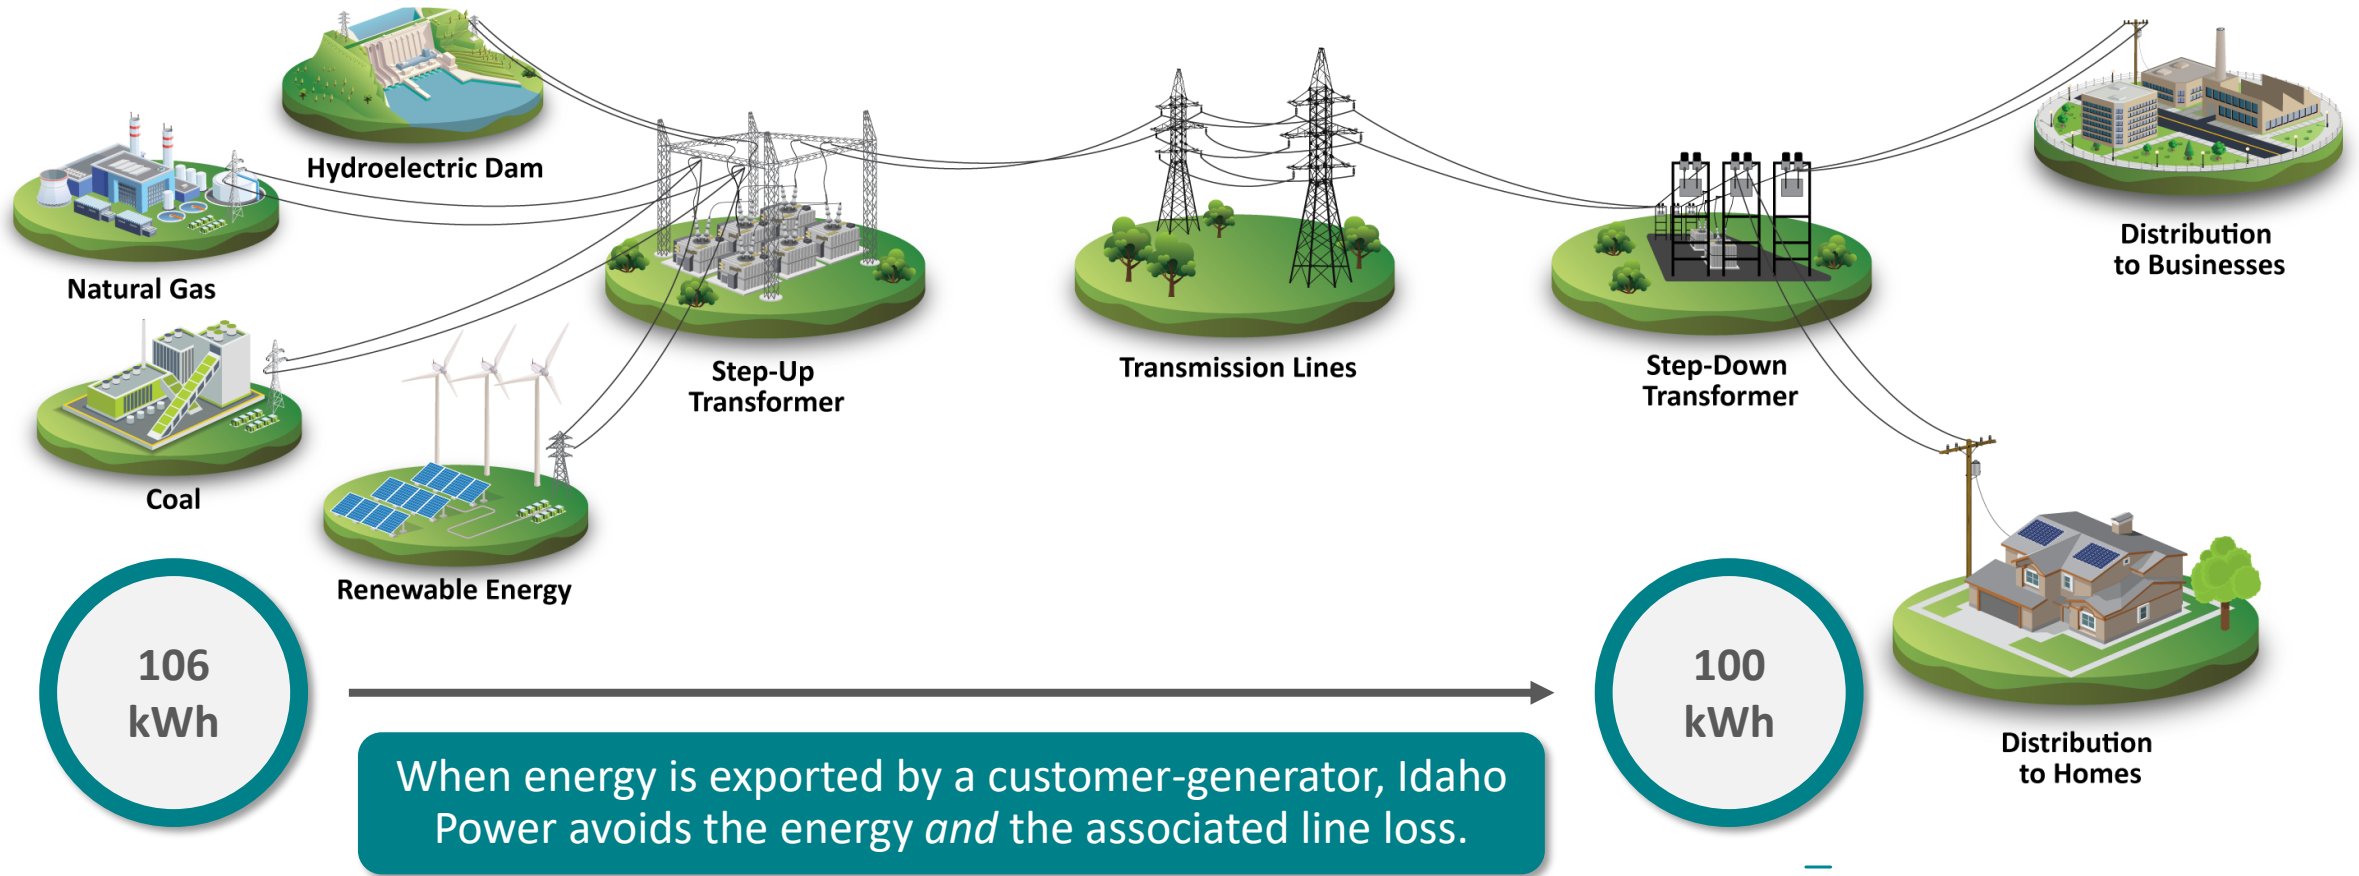 Hydroelectric Dam
Natural Gas
Coal
Renewable Energy
Step-Up
Transformer
Transmission Lines
Step-Down
Transformer
Distribution
to Businesses
Distribution
to Homes
106
kWh
100
kWh
When energy is exported by a customer-generator, Idaho
Power avoids the energy and the associated line loss.